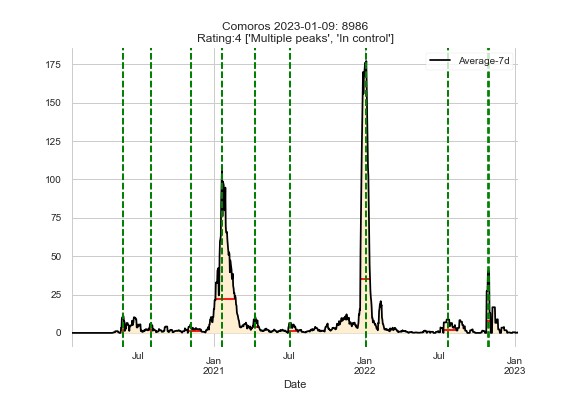 Comoros 2023-01-09: 8986
Rating:4 ['Multiple peaks', 'In control']
Average-7d
175
150
125
100
75
50
25
0
Jul
Jan
2021
Jul
Jan
2022
Jul
Jan
2023
Date